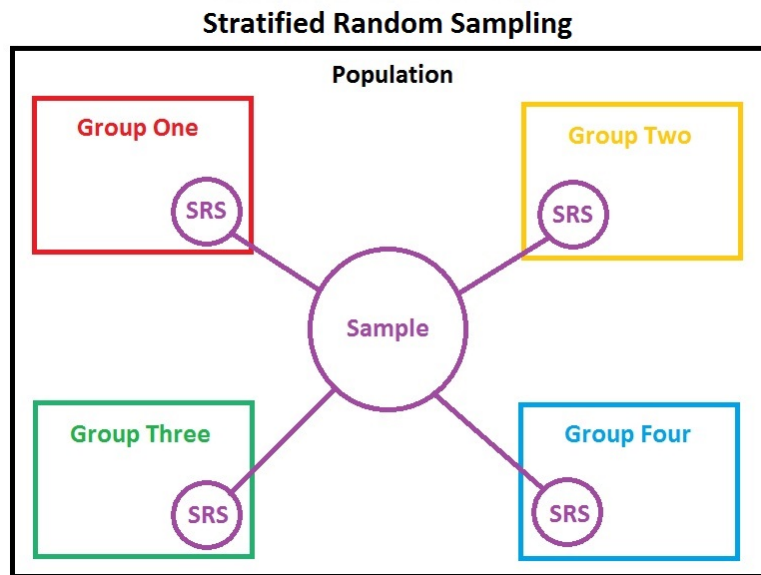 Stratified Random Sampling
Population
Group One
SRS
Group Two
SRS
Sample
Group Three
SRS
Group Four
SRS